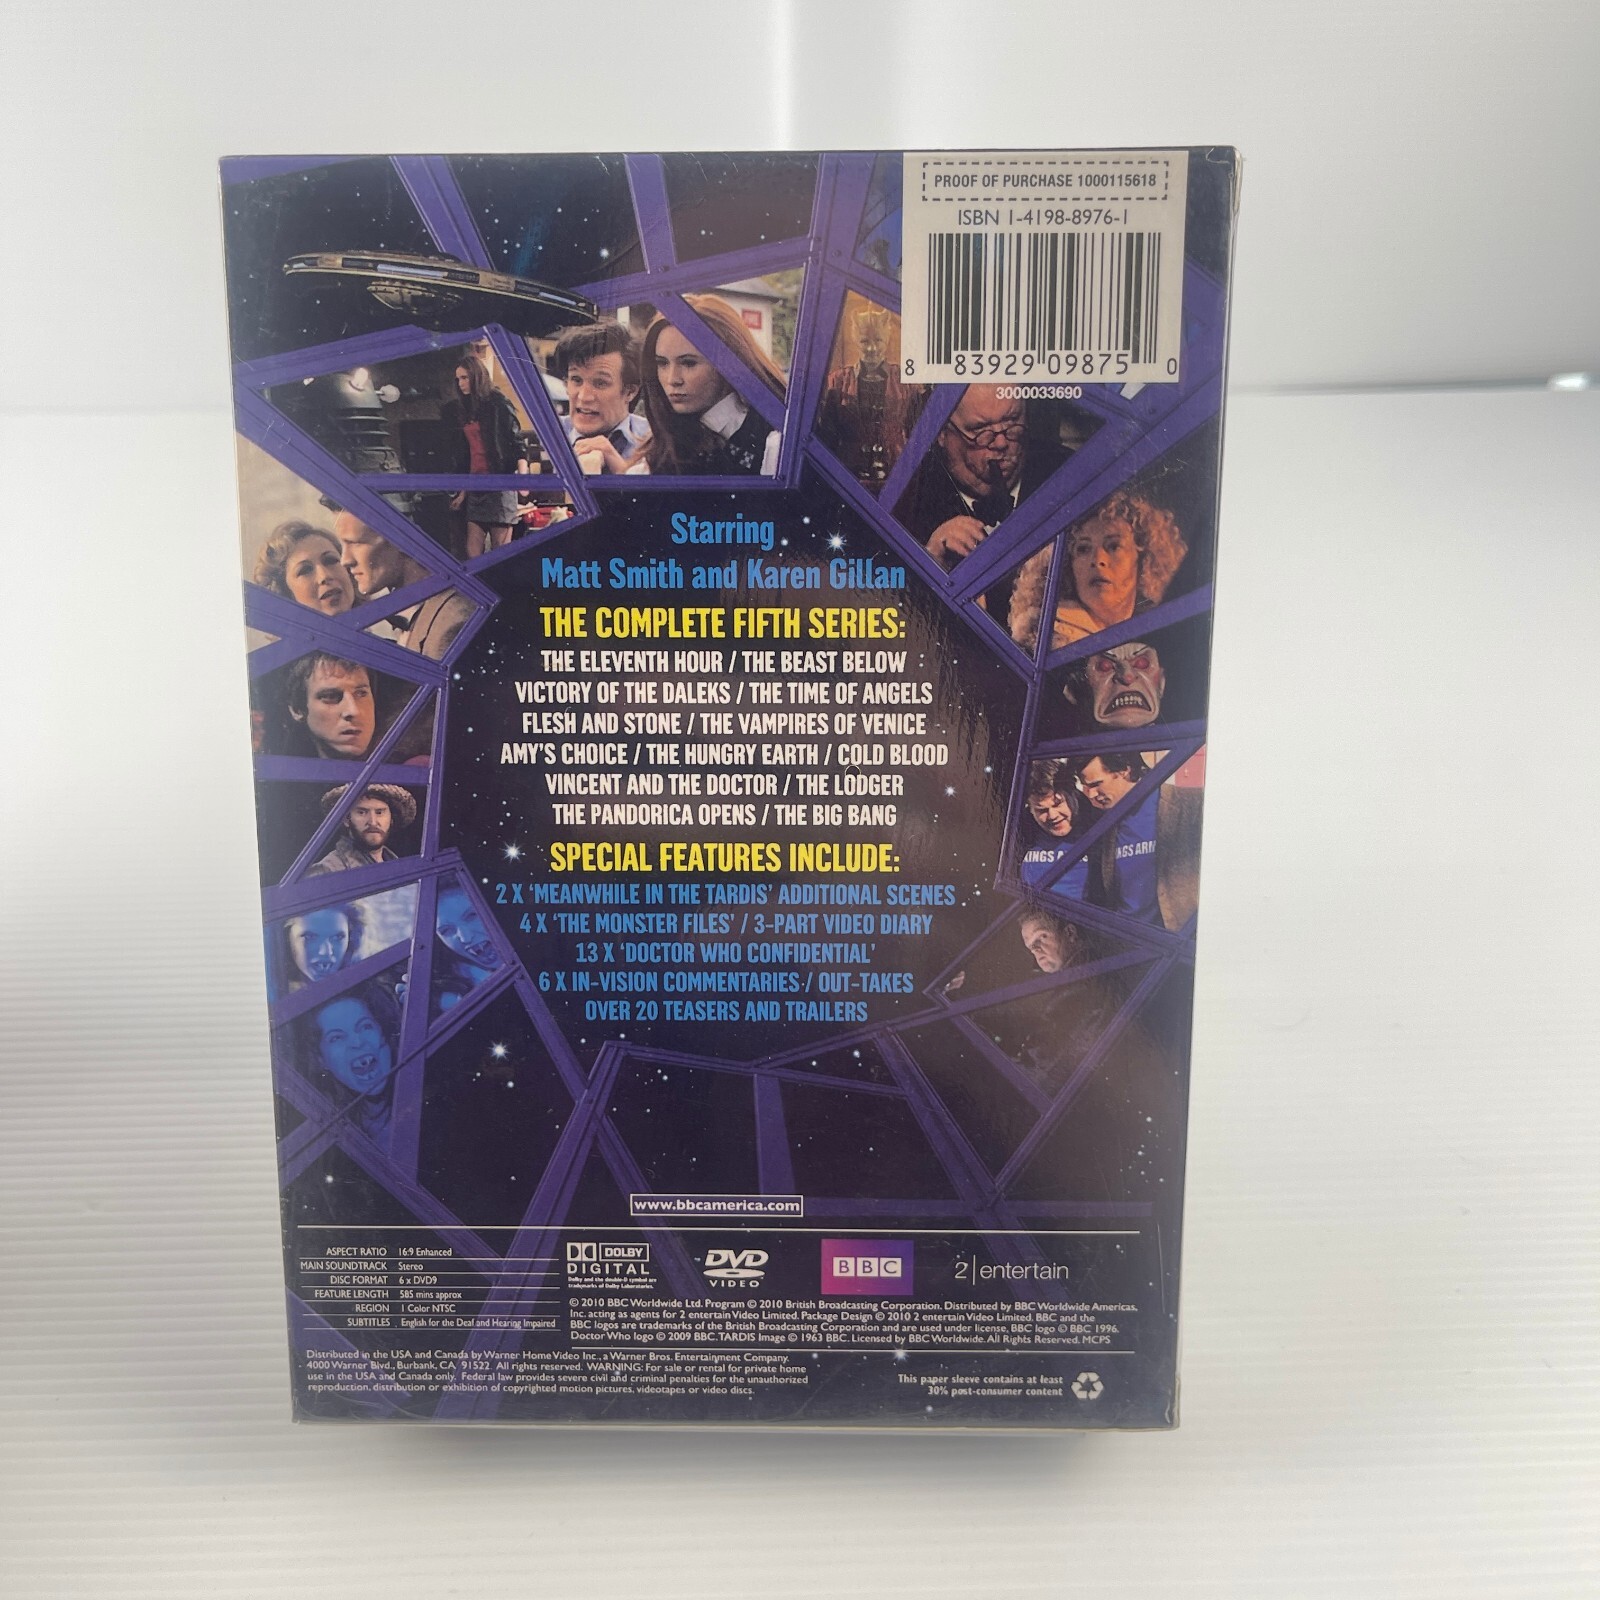 PROOF OF PURCHASE 1000115618
ISBN 1-4198-8976-1
8 83929 09875 0
3000033690
Starring
Matt Smith and Karen Gillan
THE COMPLETE FIFTH SERIES:
THE ELEVENTH HOUR / THE BEAST BELOW
VICTORY OF THE DALEKS / THE TIME OF ANGELS
FLESH AND STONE / THE VAMPIRES OF VENICE
AMY'S CHOICE / THE HUNGRY EARTH / COLD BLOOD
VINCENT AND THE DOCTOR / THE LODGER
THE PANDORICA OPENS / THE BIG BANG
KINGS
GS ARM
SPECIAL FEATURES INCLUDE:
2 X 'MEANWHILE IN THE TARDIS' ADDITIONAL SCENES
4 X 'THE MONSTER FILES' / 3-PART VIDEO DIARY
13 X 'DOCTOR WHO CONFIDENTIAL'
6 X IN-VISION COMMENTARIES / OUT-TAKES
OVER 20 TEASERS AND TRAILERS
www.bbcamerica.com
ASPECT RATIO 16:9 Enhanced
MAIN SOUNDTRACK Stereo
DISC FORMAT 6 x DVD9
FEATURE LENGTH 585 mins approx
REGION 1 Color NTSC
SUBTITLES English for the Deaf and Hearing Impaired
DOLBY
DIGITAL
Dolby and the double-D symbol are
trademarks of Dolby Laboratories.
DVD
VIDEO
BBC
2|entertain
© 2010 BBC Worldwide Ltd. Program © 2010 British Broadcasting Corporation. Distributed by BBC Worldwide Americas,
Inc. acting as agents for 2 entertain Video Limited. Package Design © 2010 2 entertain Video Limited. BBC and the
BBC logos are trademarks of the British Broadcasting Corporation and are used under license. BBC logo © BBC 1996.
Doctor Who logo © 2009 BBC. TARDIS Image © 1963 BBC. Licensed by BBC Worldwide. All Rights Reserved. MCPS
Distributed in the USA and Canada by Warner Home Video Inc., a Warner Bros. Entertainment Company.
4000 Warner Blvd., Burbank, CA. 91522. All rights reserved. WARNING: For sale or rental for private home
use in the USA and Canada only. Federal law provides severe civil and criminal penalties for the unauthorized
reproduction, distribution or exhibition of copyrighted motion pictures, videotapes or video discs.
This paper sleeve contains at least
30% post-consumer content